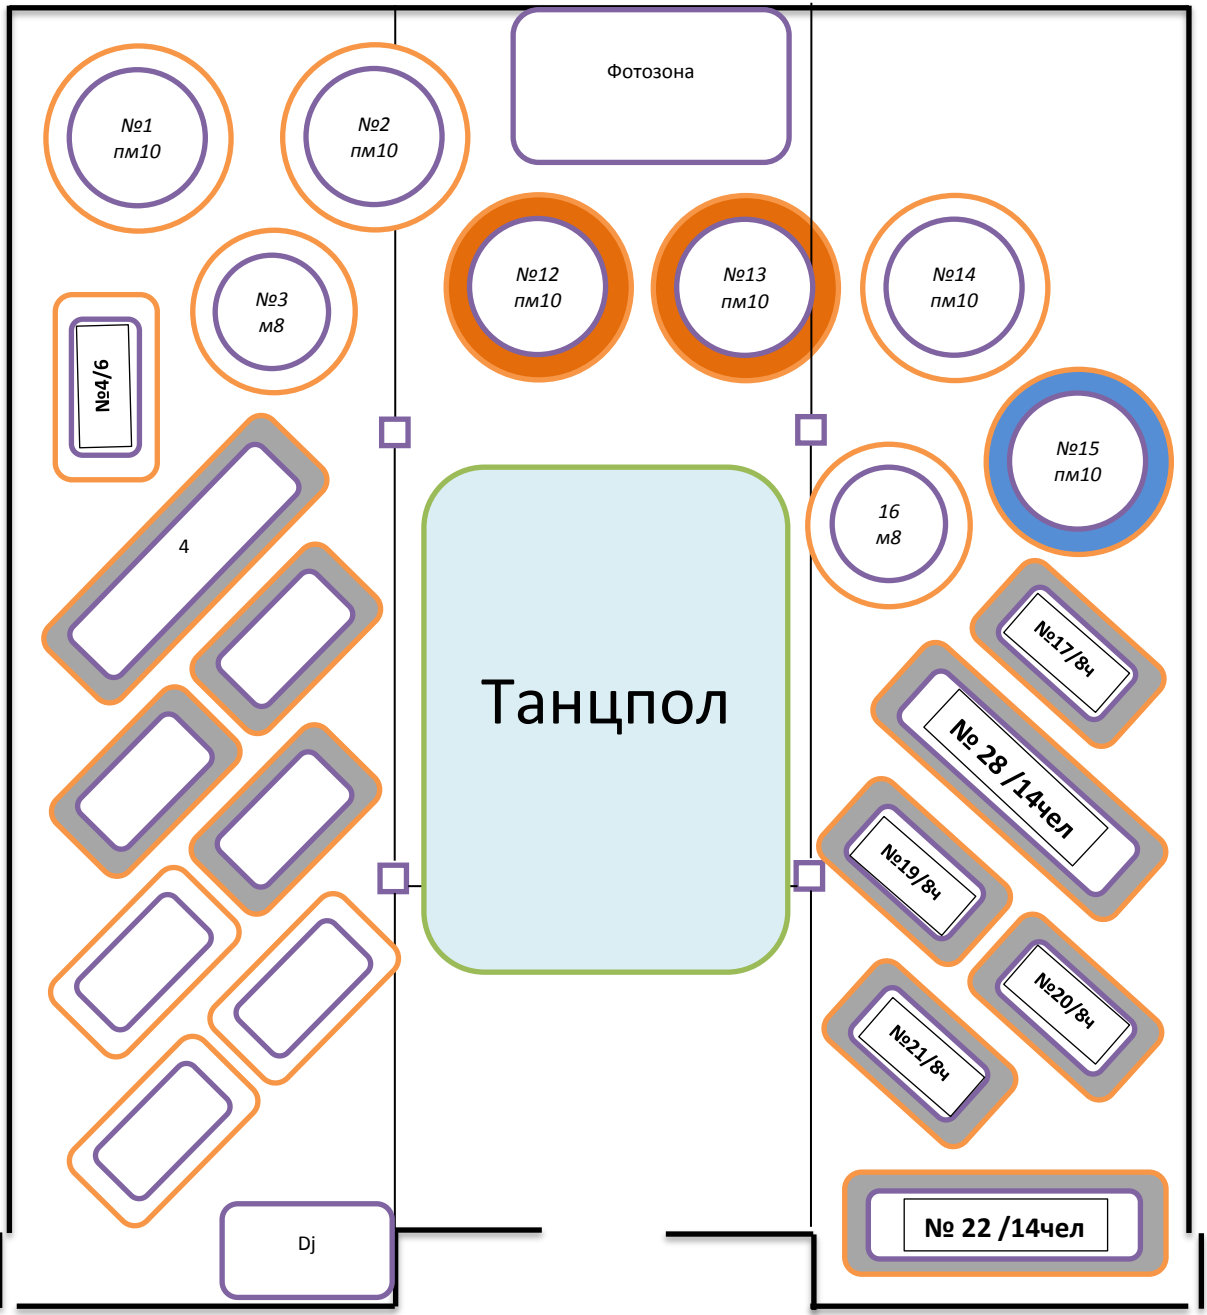 Фотозона
№1
пм10
№2
пм10
№12
пм10
№13
пм10
№14
пм10
№3
м8
№4/6
№15
пм10
16
м8
4
№17/8ч
Танцпол
№ 28 /14чел
№19/8ч
№20/8ч
№21/8ч
№ 22 /14чел
Dj